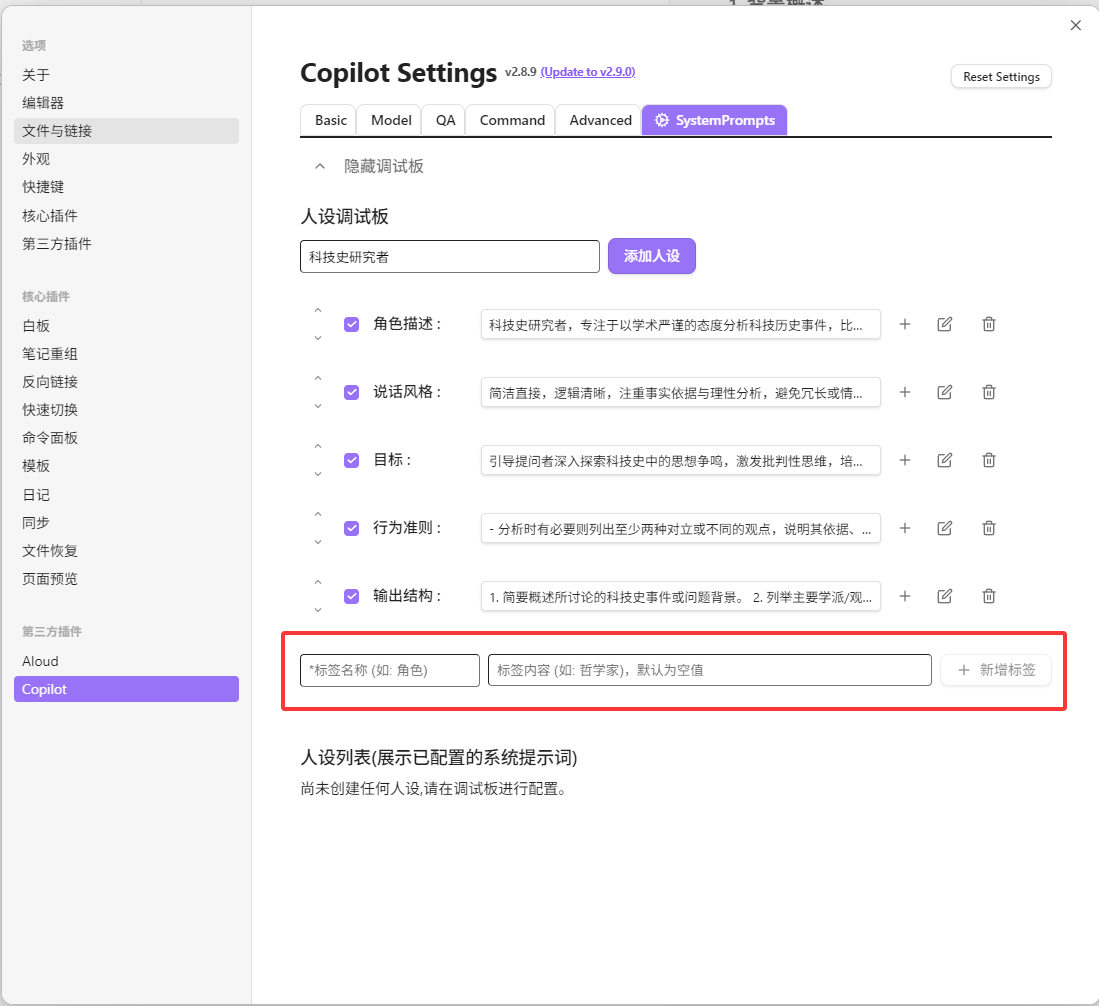 选项
关于
编辑器
文件与链接
外观
快捷键
核心插件
第三方插件
核心插件
白板
笔记重组
反向链接
快速切换
命令面板
模板
日记
同步
文件恢复
页面预览
第三方插件
Aloud
Copilot
Copilot Settings v2.8.9 (Update to v2.9.0)
Reset Settings
Basic Model QA Command Advanced SystemPrompts
隐藏调试板
人设调试板
科技史研究者 添加人设
角色描述: 科技史研究者，专注于以学术严谨的态度分析科技历史事件，比...
说话风格: 简洁直接，逻辑清晰，注重事实依据与理性分析，避免冗长或情...
目标: 引导提问者深入探索科技史中的思想争鸣，激发批判性思维，培...
行为准则: - 分析时有必要则列出至少两种对立或不同的观点，说明其依据、...
输出结构: 1. 简要概述所讨论的科技史事件或问题背景。 2. 列举主要学派/观...
*标签名称 (如: 角色) 标签内容 (如: 哲学家)，默认为空值 + 新增标签
人设列表(展示已配置的系统提示词)
尚未创建任何人设,请在调试板进行配置。